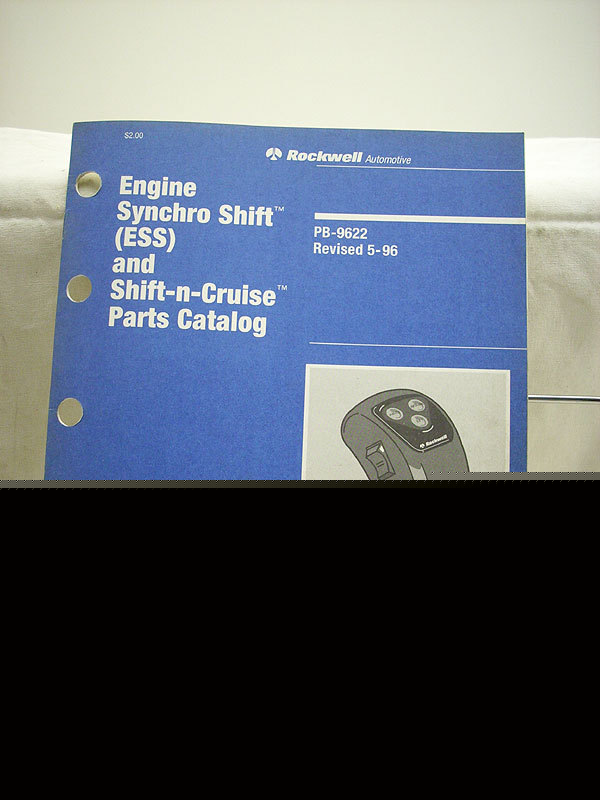 $2.00
Rockwell Automotive
Engine
Synchro Shift™
(ESS)
and
Shift-n-Cruise™
Parts Catalog
PB-9622
Revised 5-96
Rockwell